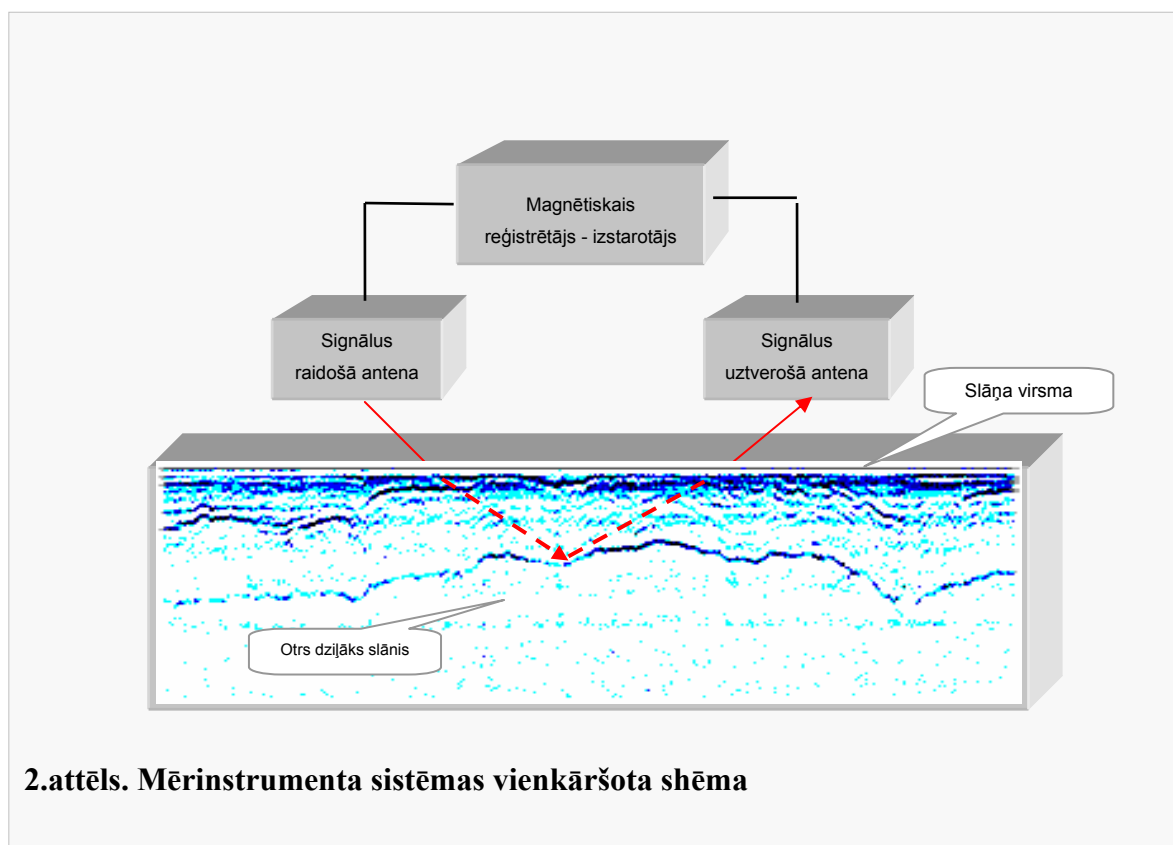 Magnētiskais
reģistrētājs - izstarotājs
Signālus
raidošā antena
Signālus
uztverošā antena
Slāņa virsma
Otrs dziļāks slānis
2.attēls. Mērinstrumenta sistēmas vienkāršota shēma